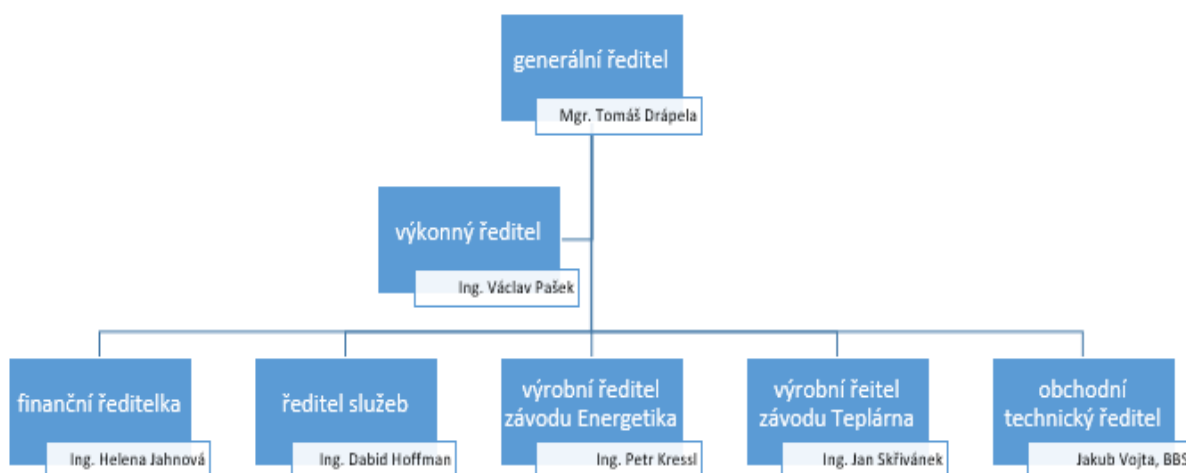 generální ředitel
Mgr. Tomáš Drápela
výkonný ředitel
Ing. Václav Pašek
finanční ředitelka
Ing. Helena Jahnová
ředitel služeb
Ing. Dabid Hoffman
výrobní ředitel
závodu Energetika
Ing. Petr Kressl
výrobní řeitel
závodu Teplárna
Ing. Jan Skřivánek
obchodní
technický ředitel
Jakub Vojta, BBS